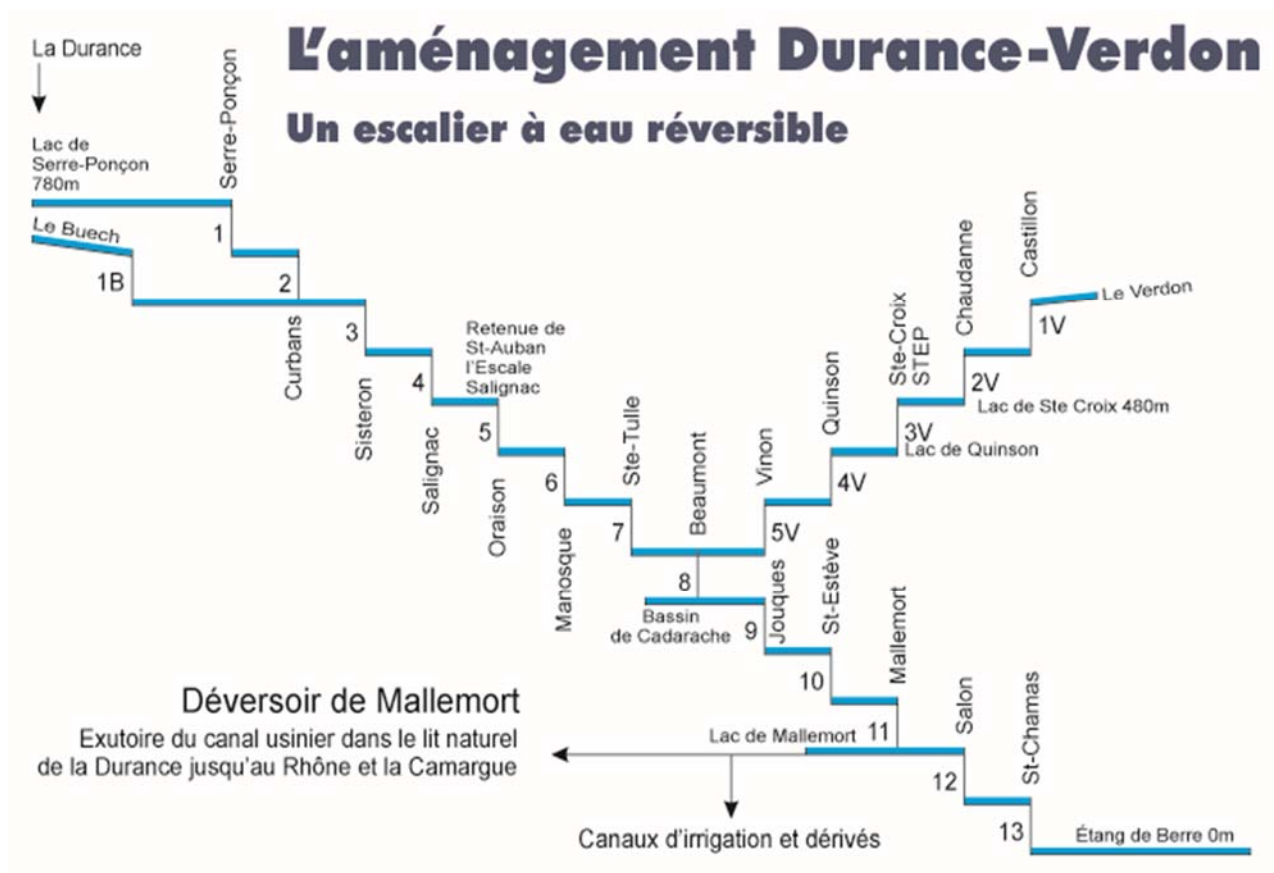 L'aménagement Durance-Verdon
Un escalier à eau réversible
La Durance
Serre-Ponçon
Lac de
Serre-Ponçon
780m
Le Buech
1
1B
2
Curbans
3
Sisteron
4
Salignac
Retenue de
St-Auban
l'Escale
Salignac
5
Oraison
6
Manosque
Ste-Tulle
7
Beaumont
8
Bassin
de Cadarache
Vinon
5V
Quinson
4V
Ste-Croix
STEP
3V
Lac de Quinson
Chaudanne
2V
Lac de Ste Croix 480m
Castillon
1V
Le Verdon
9
Jouques
St-Estève
10
Mallemort
11
Lac de Mallemort
Salon
12
St-Chamas
13
Étang de Berre 0m
Déversoir de Mallemort
Exutoire du canal usinier dans le lit naturel
de la Durance jusqu'au Rhône et la Camargue
Canaux d'irrigation et dérivés